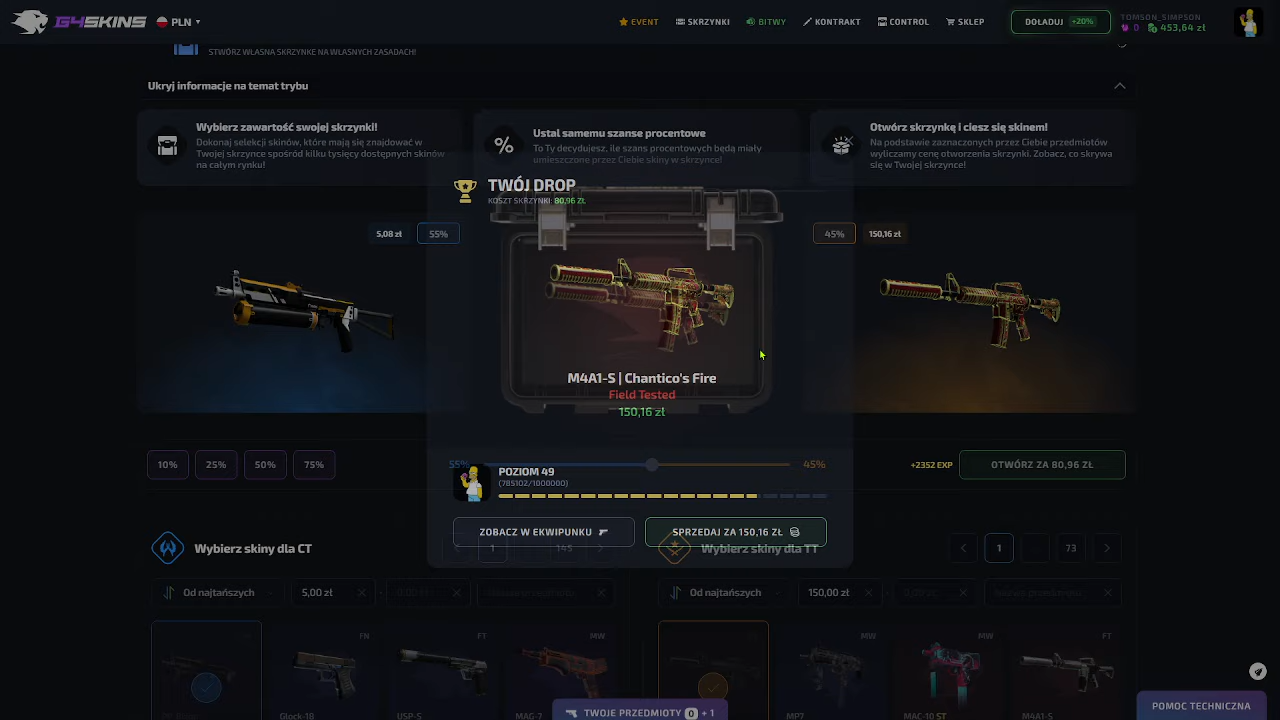 G4SKINS
PLN
EVENT
SKRZYNKI
BITWY
KONTRAKT
CONTROL
SKLEP
DOŁADUJ +20%
TOMSON_SIMPSON
0 453,64 zł
STWÓRZ WŁASNA SKRZYNKE NA WŁASNYCH ZASADACH!
Ukryj informacje na temat trybu
Wybierz zawartość swojej skrzynki!
Dokonaj selekcji skinów, które mają się znajdować w
Twojej skrzynce spośród kilku tysięcy dostępnych skinów
na całym rynku!
Ustal samemu szanse procentowe
To Ty decydujesz, ile szans procentowych będą miały
umieszczone przez Ciebie skiny w skrzynce!
Otwórz skrzynkę i ciesz się skinem!
Na podstawie zaznaczonych przez Ciebie przedmiotów
wyliczamy cenę otworzenia skrzynki. Zobacz, co skrywa
się w Twojej skrzynce!
TWÓJ DROP
KOSZT SKRZYNKI: 80,96 ZŁ
5,08 zł
55%
45%
150,16 zł
M4A1-S | Chantico's Fire
Field Tested
150,16 zł
10%
25%
50%
75%
55%
45%
POZIOM 49
(785102/1000000)
+2352 EXP
OTWÓRZ ZA 80,96 ZŁ
ZOBACZ W EKWIPUNKU
SPRZEDAJ ZA 150,16 ZŁ
Wybierz skiny dla CT
1
145
Wybierz skiny dla TT
1
73
Od najtańszych
5,00 zł
Od najtańszych
150,00 zł
FN
FT
MW
MW
MW
FT
Glock-18
USP-S
MAG-7
MP7
MAC-10 ST
M4A1-S
TWOJE PRZEDMIOTY 0 + 1
POMOC TECHNICZNA